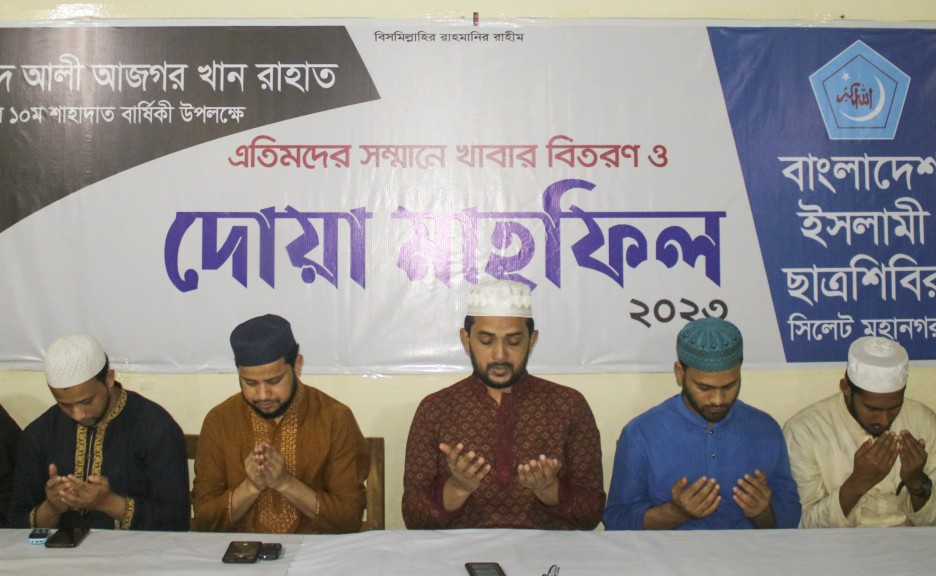 বিসমিল্লাহির রাহমানির রাহীম
দ আলী আজগর খান রাহাত
র ১০ম শাহাদাত বার্ষিকী উপলক্ষে
এতিমদের সম্মানে খাবার বিতরণ ও
দোয়া মাহফিল
২০২৩
বাংলাদেশ
ইসলামী
ছাত্রশিবির
সিলেট মহানগর